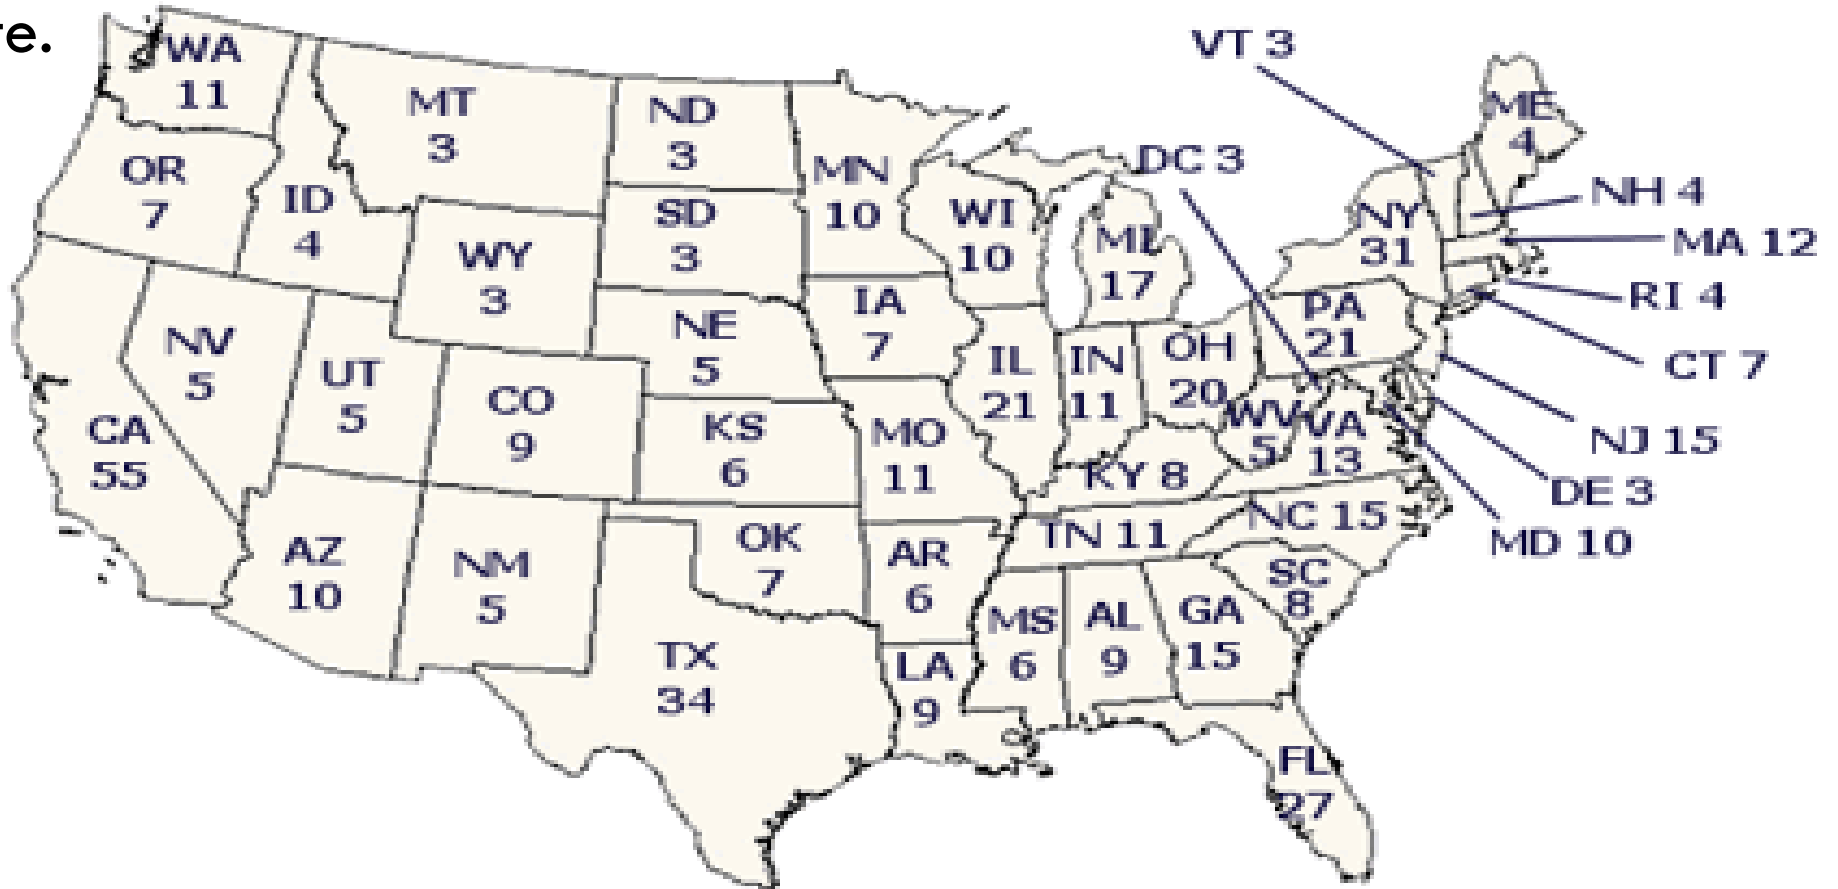 re.
WA
11
OR
7
ID
4
MT
3
ND
3
SD
3
WY
3
MN
10
WI
10
MI
17
IA
7
NE
5
NV
5
UT
5
CO
9
CA
55
KS
6
MO
11
IL
21
IN
11
OH
20
KY 8
WV
5
VA
13
PA
21
NY
31
VT 3
DC 3
ME
4
NH 4
MA 12
RI 4
CT 7
NJ 15
DE 3
MD 10
NC 15
TN 11
SC
8
AZ
10
NM
5
OK
7
AR
6
TX
34
LA
9
MS
6
AL
9
GA
15
FL
27